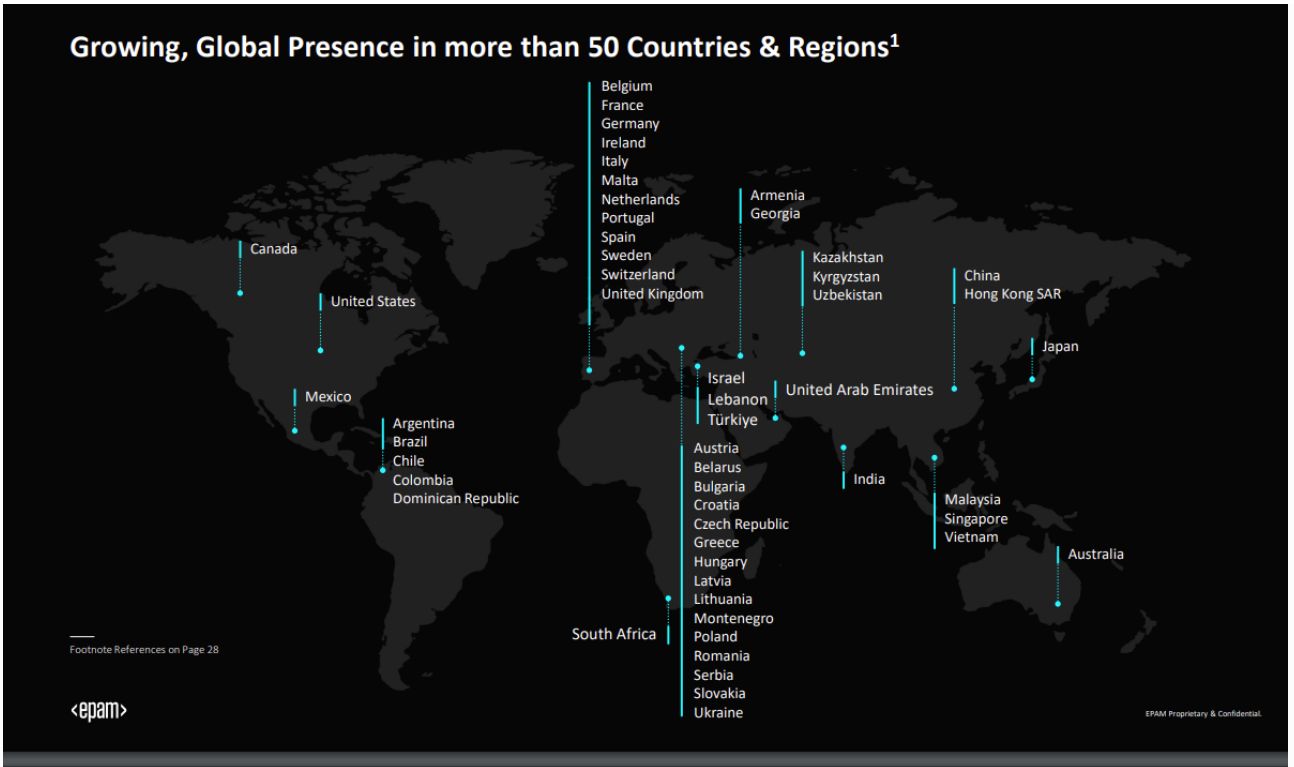 Growing, Global Presence in more than 50 Countries & Regions1
Belgium
France
Germany
Ireland
Italy
Malta
Netherlands
Portugal
Spain
Sweden
Switzerland
United Kingdom
Armenia
Georgia
Canada
Kazakhstan
Kyrgyzstan
Uzbekistan
China
Hong Kong SAR
United States
Japan
Israel
Lebanon
Türkiye
United Arab Emirates
Mexico
Argentina
Brazil
Chile
Colombia
Dominican Republic
Austria
Belarus
Bulgaria
Croatia
Czech Republic
Greece
Hungary
Latvia
Lithuania
Montenegro
Poland
Romania
Serbia
Slovakia
Ukraine
India
Malaysia
Singapore
Vietnam
Australia
South Africa
Footnote References on Page 28
<epam>
EPAM Proprietary & Confidential.